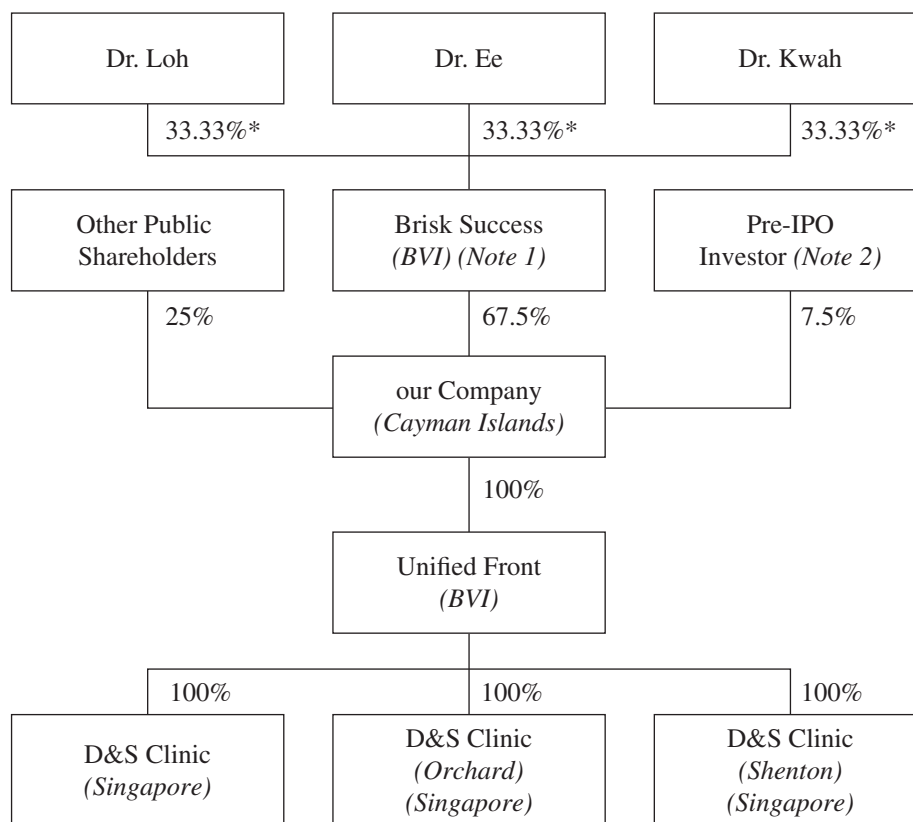 Dr. Loh
Dr. Ee
Dr. Kwah
33.33%*
33.33%*
33.33%*
Other Public
Shareholders
Brisk Success
(BVI) (Note 1)
Pre-IPO
Investor (Note 2)
25%
67.5%
7.5%
our Company
(Cayman Islands)
100%
Unified Front
(BVI)
100%
100%
100%
D&S Clinic
(Singapore)
D&S Clinic
(Orchard)
(Singapore)
D&S Clinic
(Shenton)
(Singapore)